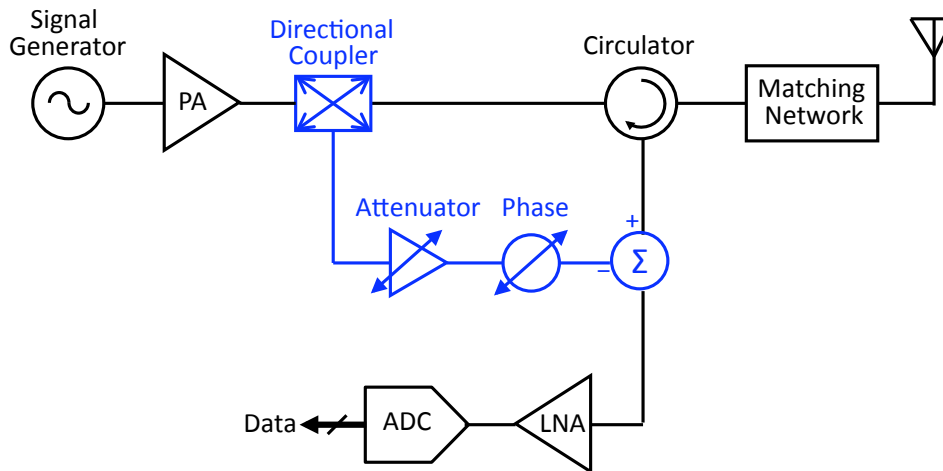 Signal
Generator
PA
Directional
Coupler
Circulator
Matching
Network
Attenuator
Phase
+
−
Σ
Data
ADC
LNA